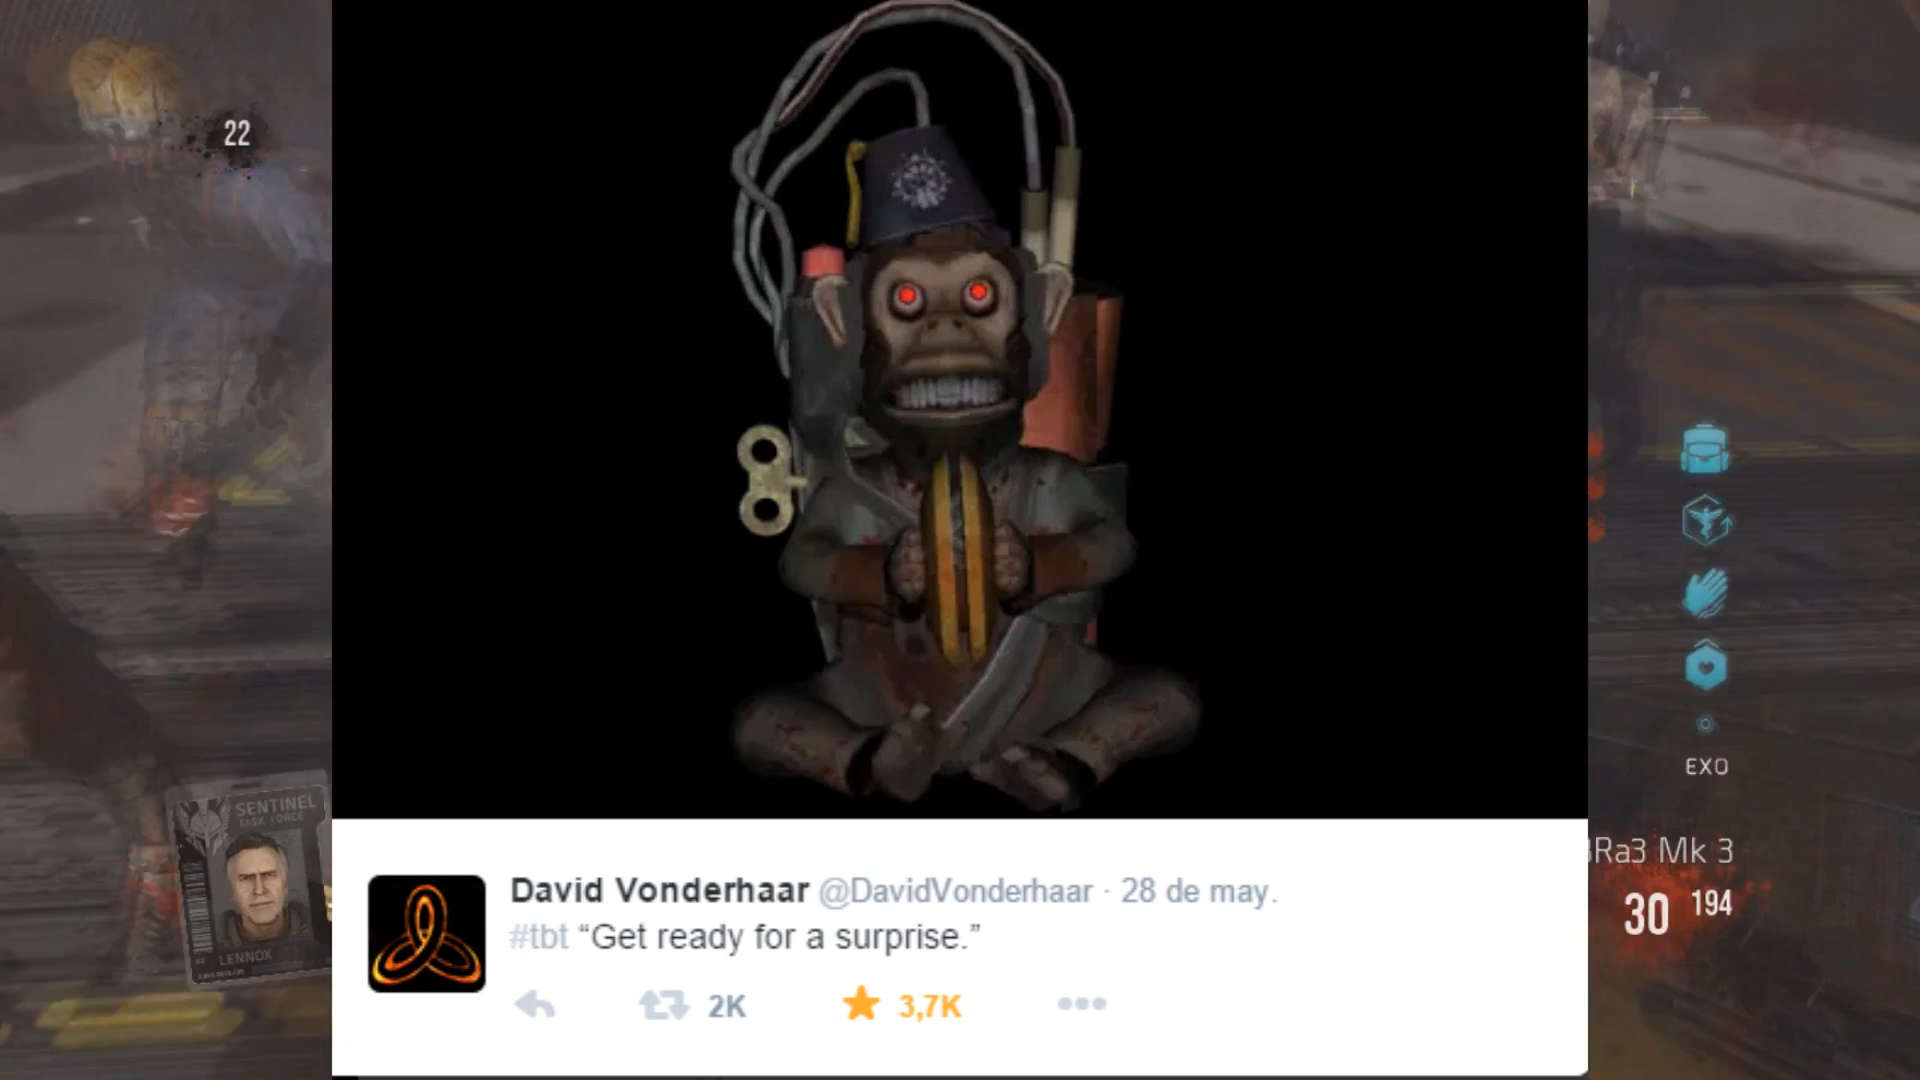 22
SENTINEL
TASK FORCE
LENNOX
David Vonderhaar @DavidVonderhaar · 28 de may.
#tbt “Get ready for a surprise.”
2K 3,7K
EXO
Ra3 Mk 3
30 194